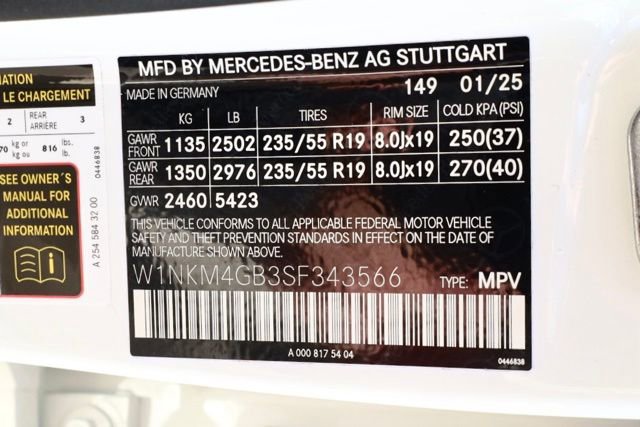 MFD BY MERCEDES-BENZ AG STUTTGART
MADE IN GERMANY 149 01/25
KG LB TIRES RIM SIZE COLD KPA (PSI)
GAWR FRONT 1135 2502 235/55 R19 8.0Jx19 250(37)
GAWR REAR 1350 2976 235/55 R19 8.0Jx19 270(40)
GVWR 2460 5423
THIS VEHICLE CONFORMS TO ALL APPLICABLE FEDERAL MOTOR VEHICLE
SAFETY AND THEFT PREVENTION STANDARDS IN EFFECT ON THE DATE OF
MANUFACTURE SHOWN ABOVE.
W1NKM4GB3SF343566 TYPE: MPV
A 000 817 54 04
0446838
LE CHARGEMENT
2 REAR ARRIÈRE 3
kg or kg ou 816 lbs. lb.
0446838
SEE OWNER´S
MANUAL FOR
ADDITIONAL
INFORMATION
A 254 584 32 00